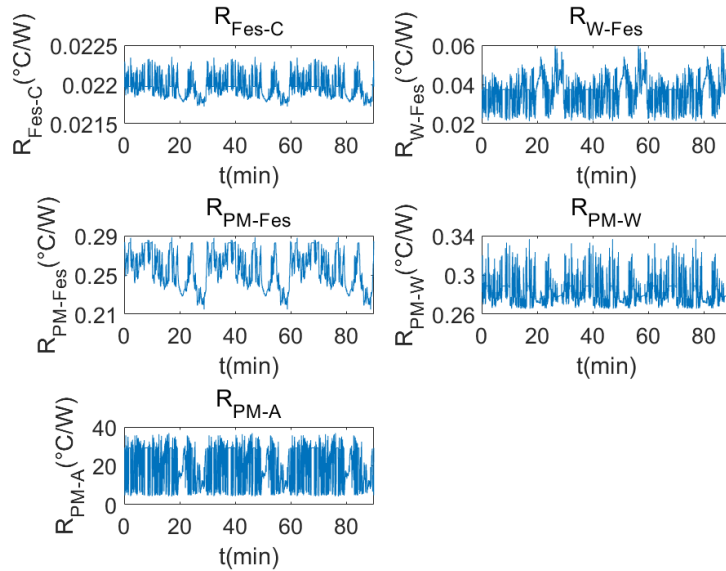 R_Fes-C
R_Fes-C(°C/W)
0.0225
0.022
0.0215
0 20 40 60 80
t(min)
R_W-Fes
R_W-Fes(°C/W)
0.06
0.04
0.02
0 20 40 60 80
t(min)
R_PM-Fes
R_PM-Fes(°C/W)
0.29
0.25
0.21
0 20 40 60 80
t(min)
R_PM-W
R_PM-W(°C/W)
0.34
0.3
0.26
0 20 40 60 80
t(min)
R_PM-A
R_PM-A(°C/W)
40
20
0
0 20 40 60 80
t(min)